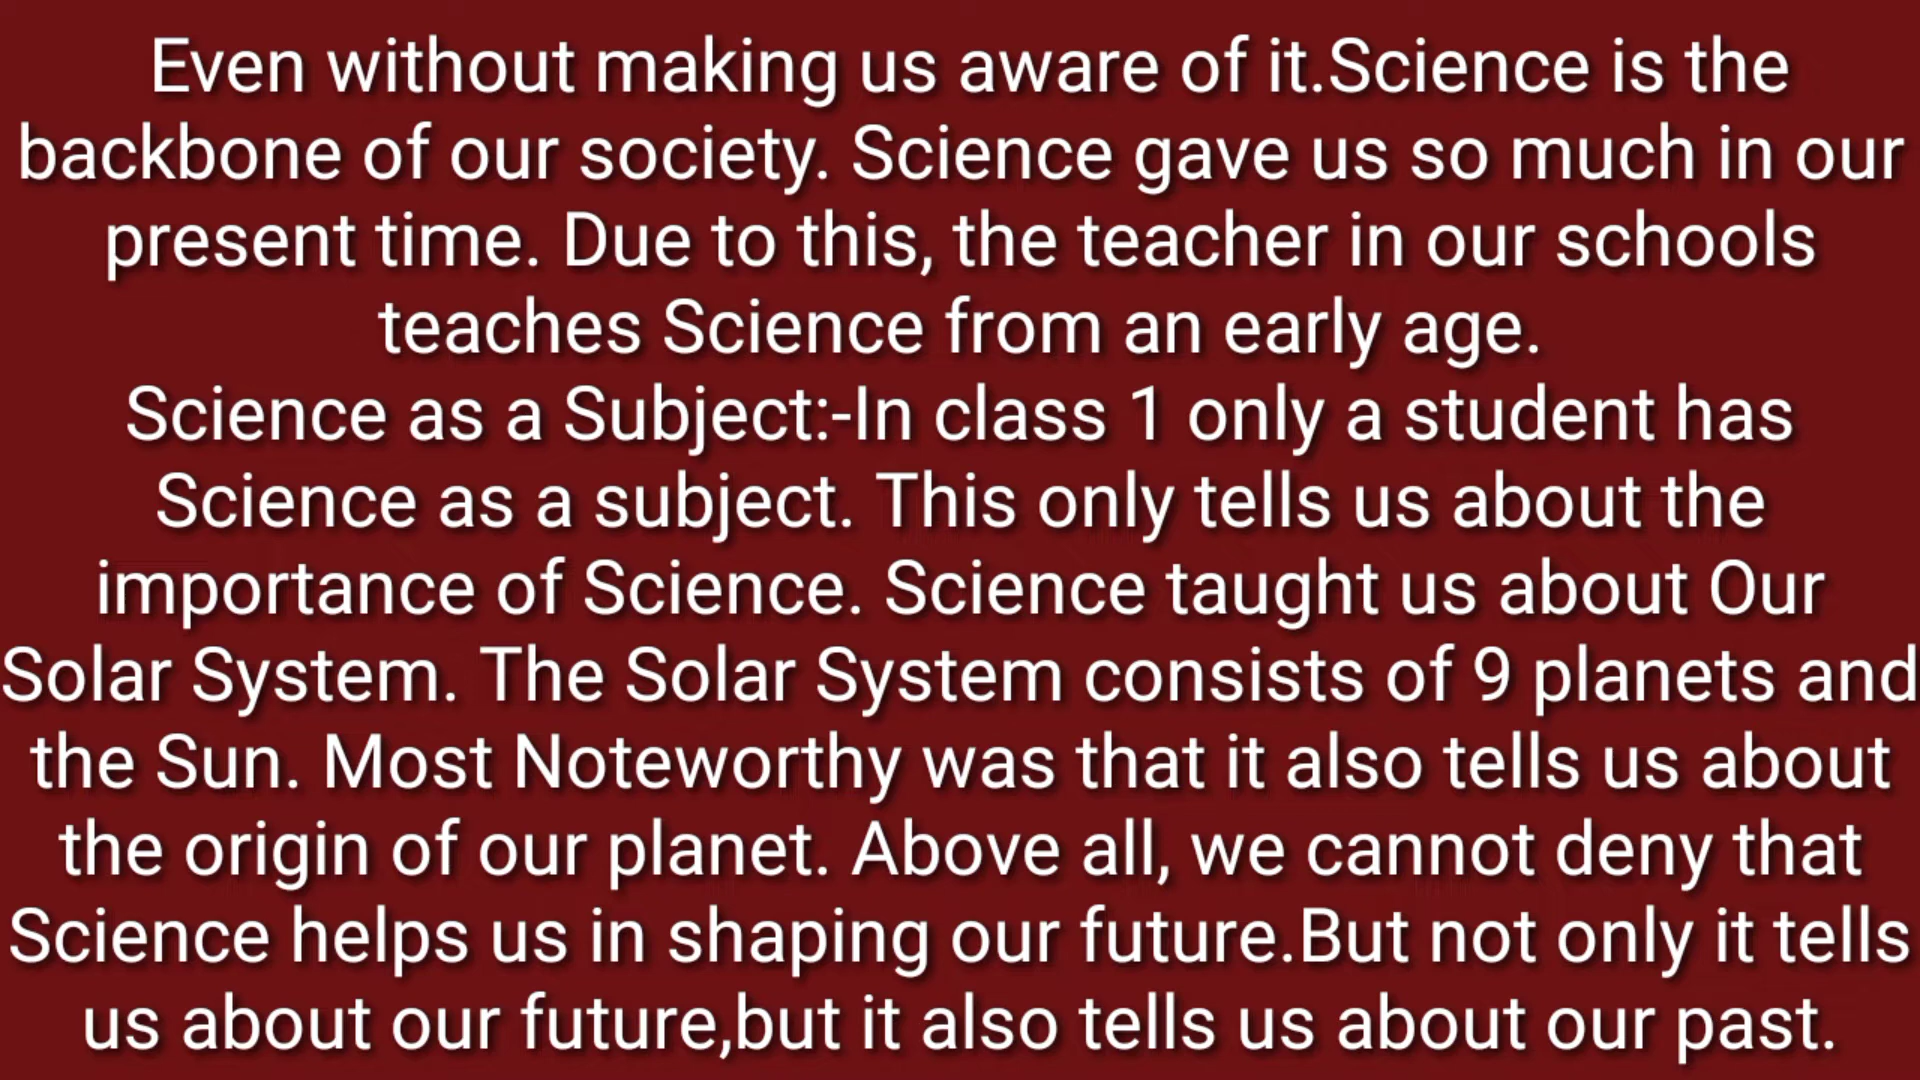 Even without making us aware of it.Science is the
backbone of our society. Science gave us so much in our
present time. Due to this, the teacher in our schools
teaches Science from an early age.
Science as a Subject:-In class 1 only a student has
Science as a subject. This only tells us about the
importance of Science. Science taught us about Our
Solar System. The Solar System consists of 9 planets and
the Sun. Most Noteworthy was that it also tells us about
the origin of our planet. Above all, we cannot deny that
Science helps us in shaping our future.But not only it tells
us about our future,but it also tells us about our past.